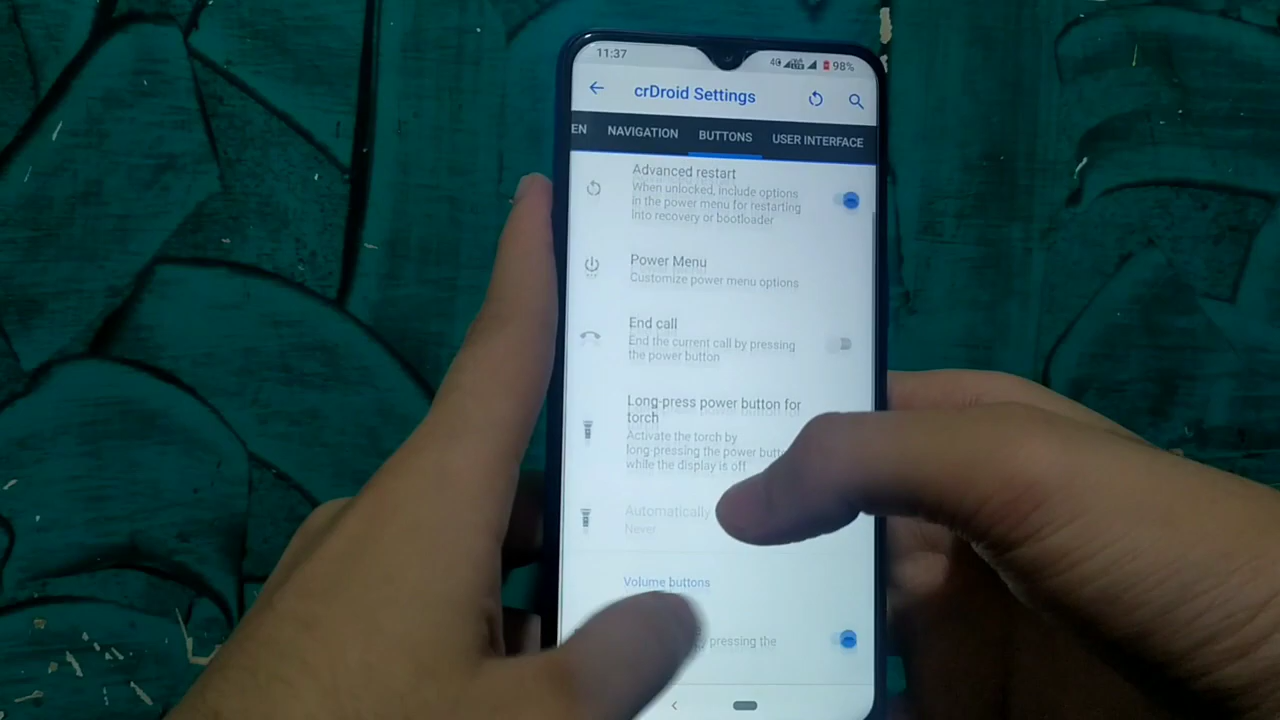 11:37
4G
98%
crDroid Settings
EN NAVIGATION BUTTONS USER INTERFACE
Advanced restart
When unlocked, include options
in the power menu for restarting
into recovery or bootloader
Power Menu
Customize power menu options
End call
End the current call by pressing
the power button
Long-press power button for
torch
Activate the torch by
long-pressing the power
while the display is off
Automatically
Never
Volume buttons
pressing the